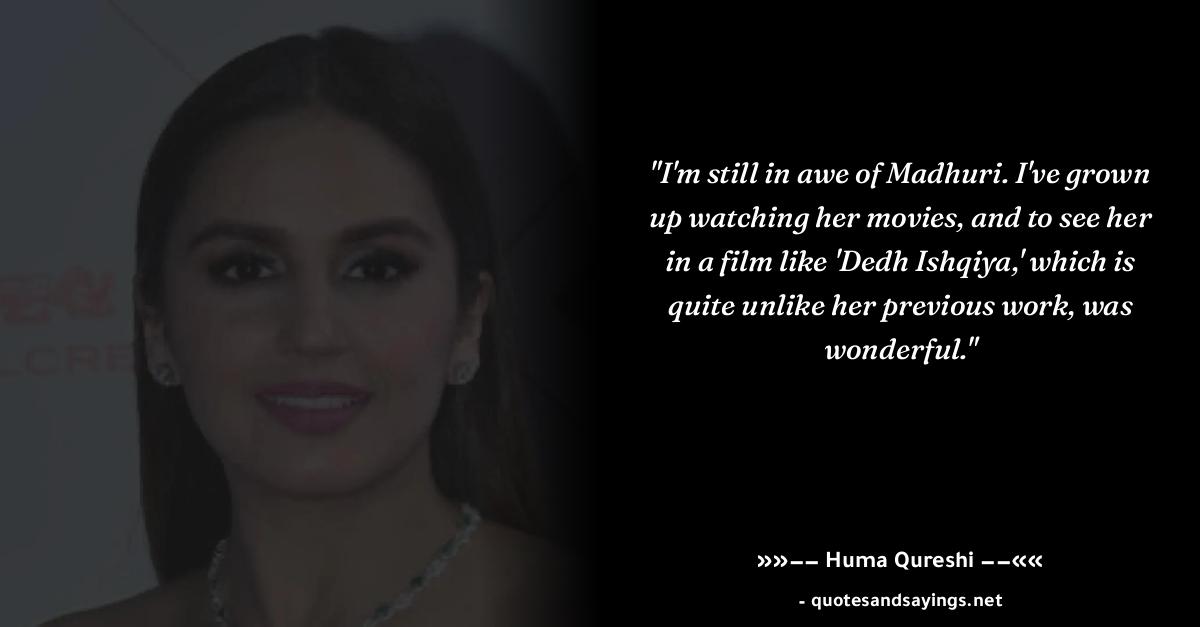 "I'm still in awe of Madhuri. I've grown
up watching her movies, and to see her
in a film like 'Dedh Ishqiya,' which is
quite unlike her previous work, was
wonderful."
»»–– Huma Qureshi ––««
- quotesandsayings.net